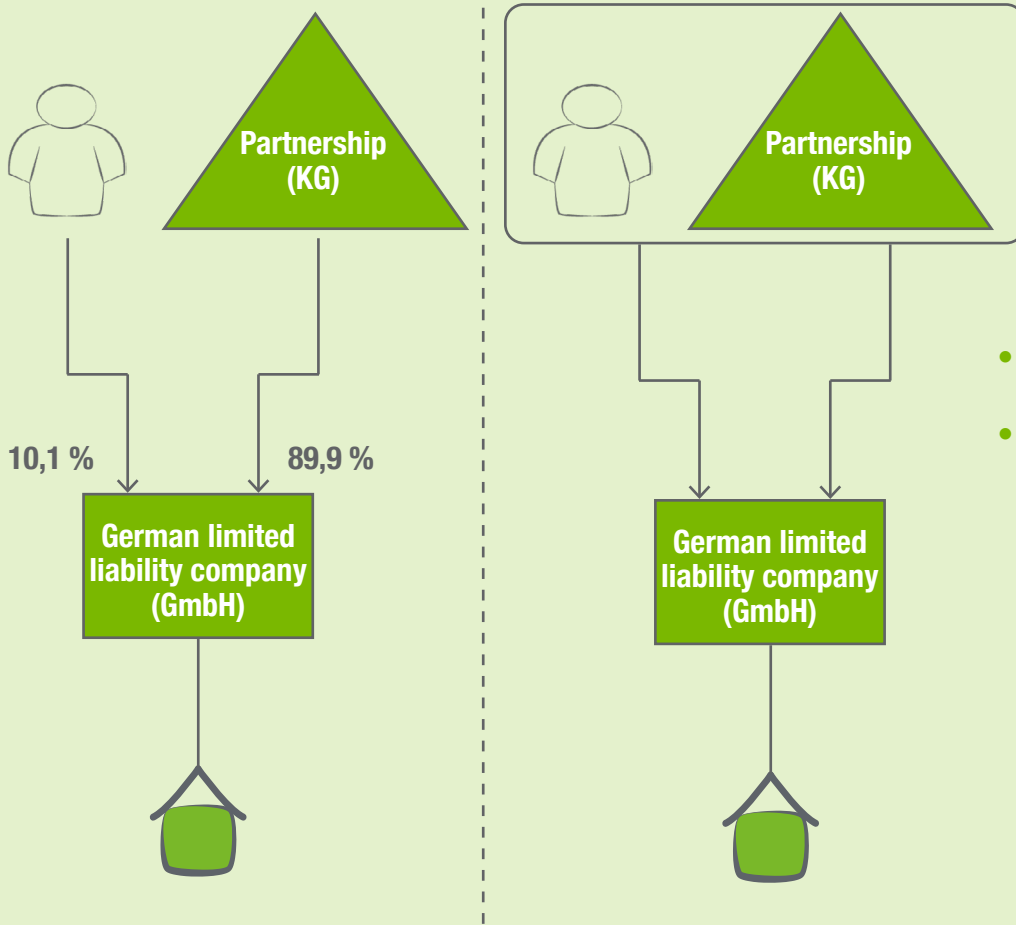 Partnership
(KG)
10,1 %
89,9 %
German limited
liability company
(GmbH)
Partnership
(KG)
German limited
liability company
(GmbH)